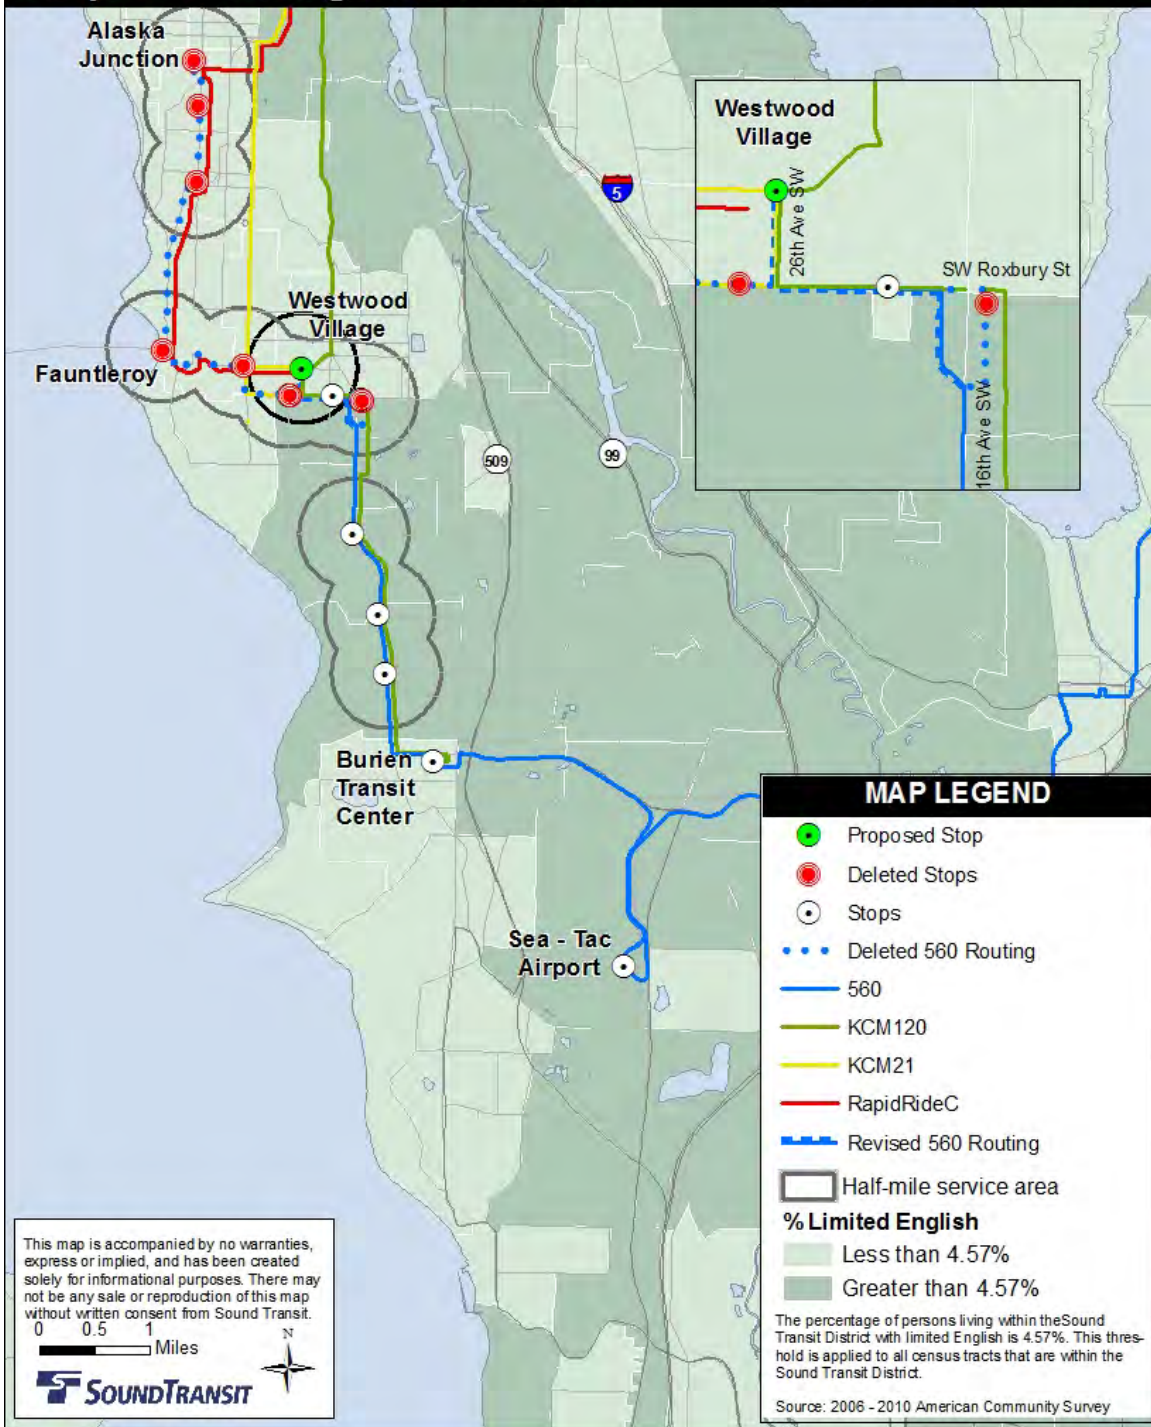 Alaska
Junction
Westwood
Village
26th Ave SW
SW Roxbury St
16th Ave SW
5
Westwood
Village
Fauntleroy
509
99
Burien
Transit
Center
Sea - Tac
Airport
MAP LEGEND
Proposed Stop
Deleted Stops
Stops
Deleted 560 Routing
560
KCM120
KCM21
RapidRideC
Revised 560 Routing
Half-mile service area
% Limited English
Less than 4.57%
Greater than 4.57%
The percentage of persons living within theSound
Transit District with limited English is 4.57%. This thres-
hold is applied to all census tracts that are within the
Sound Transit District.
Source: 2006 - 2010 American Community Survey
This map is accompanied by no warranties,
express or implied, and has been created
solely for informational purposes. There may
not be any sale or reproduction of this map
without written consent from Sound Transit.
0 0.5 1
Miles
N
SOUNDTRANSIT